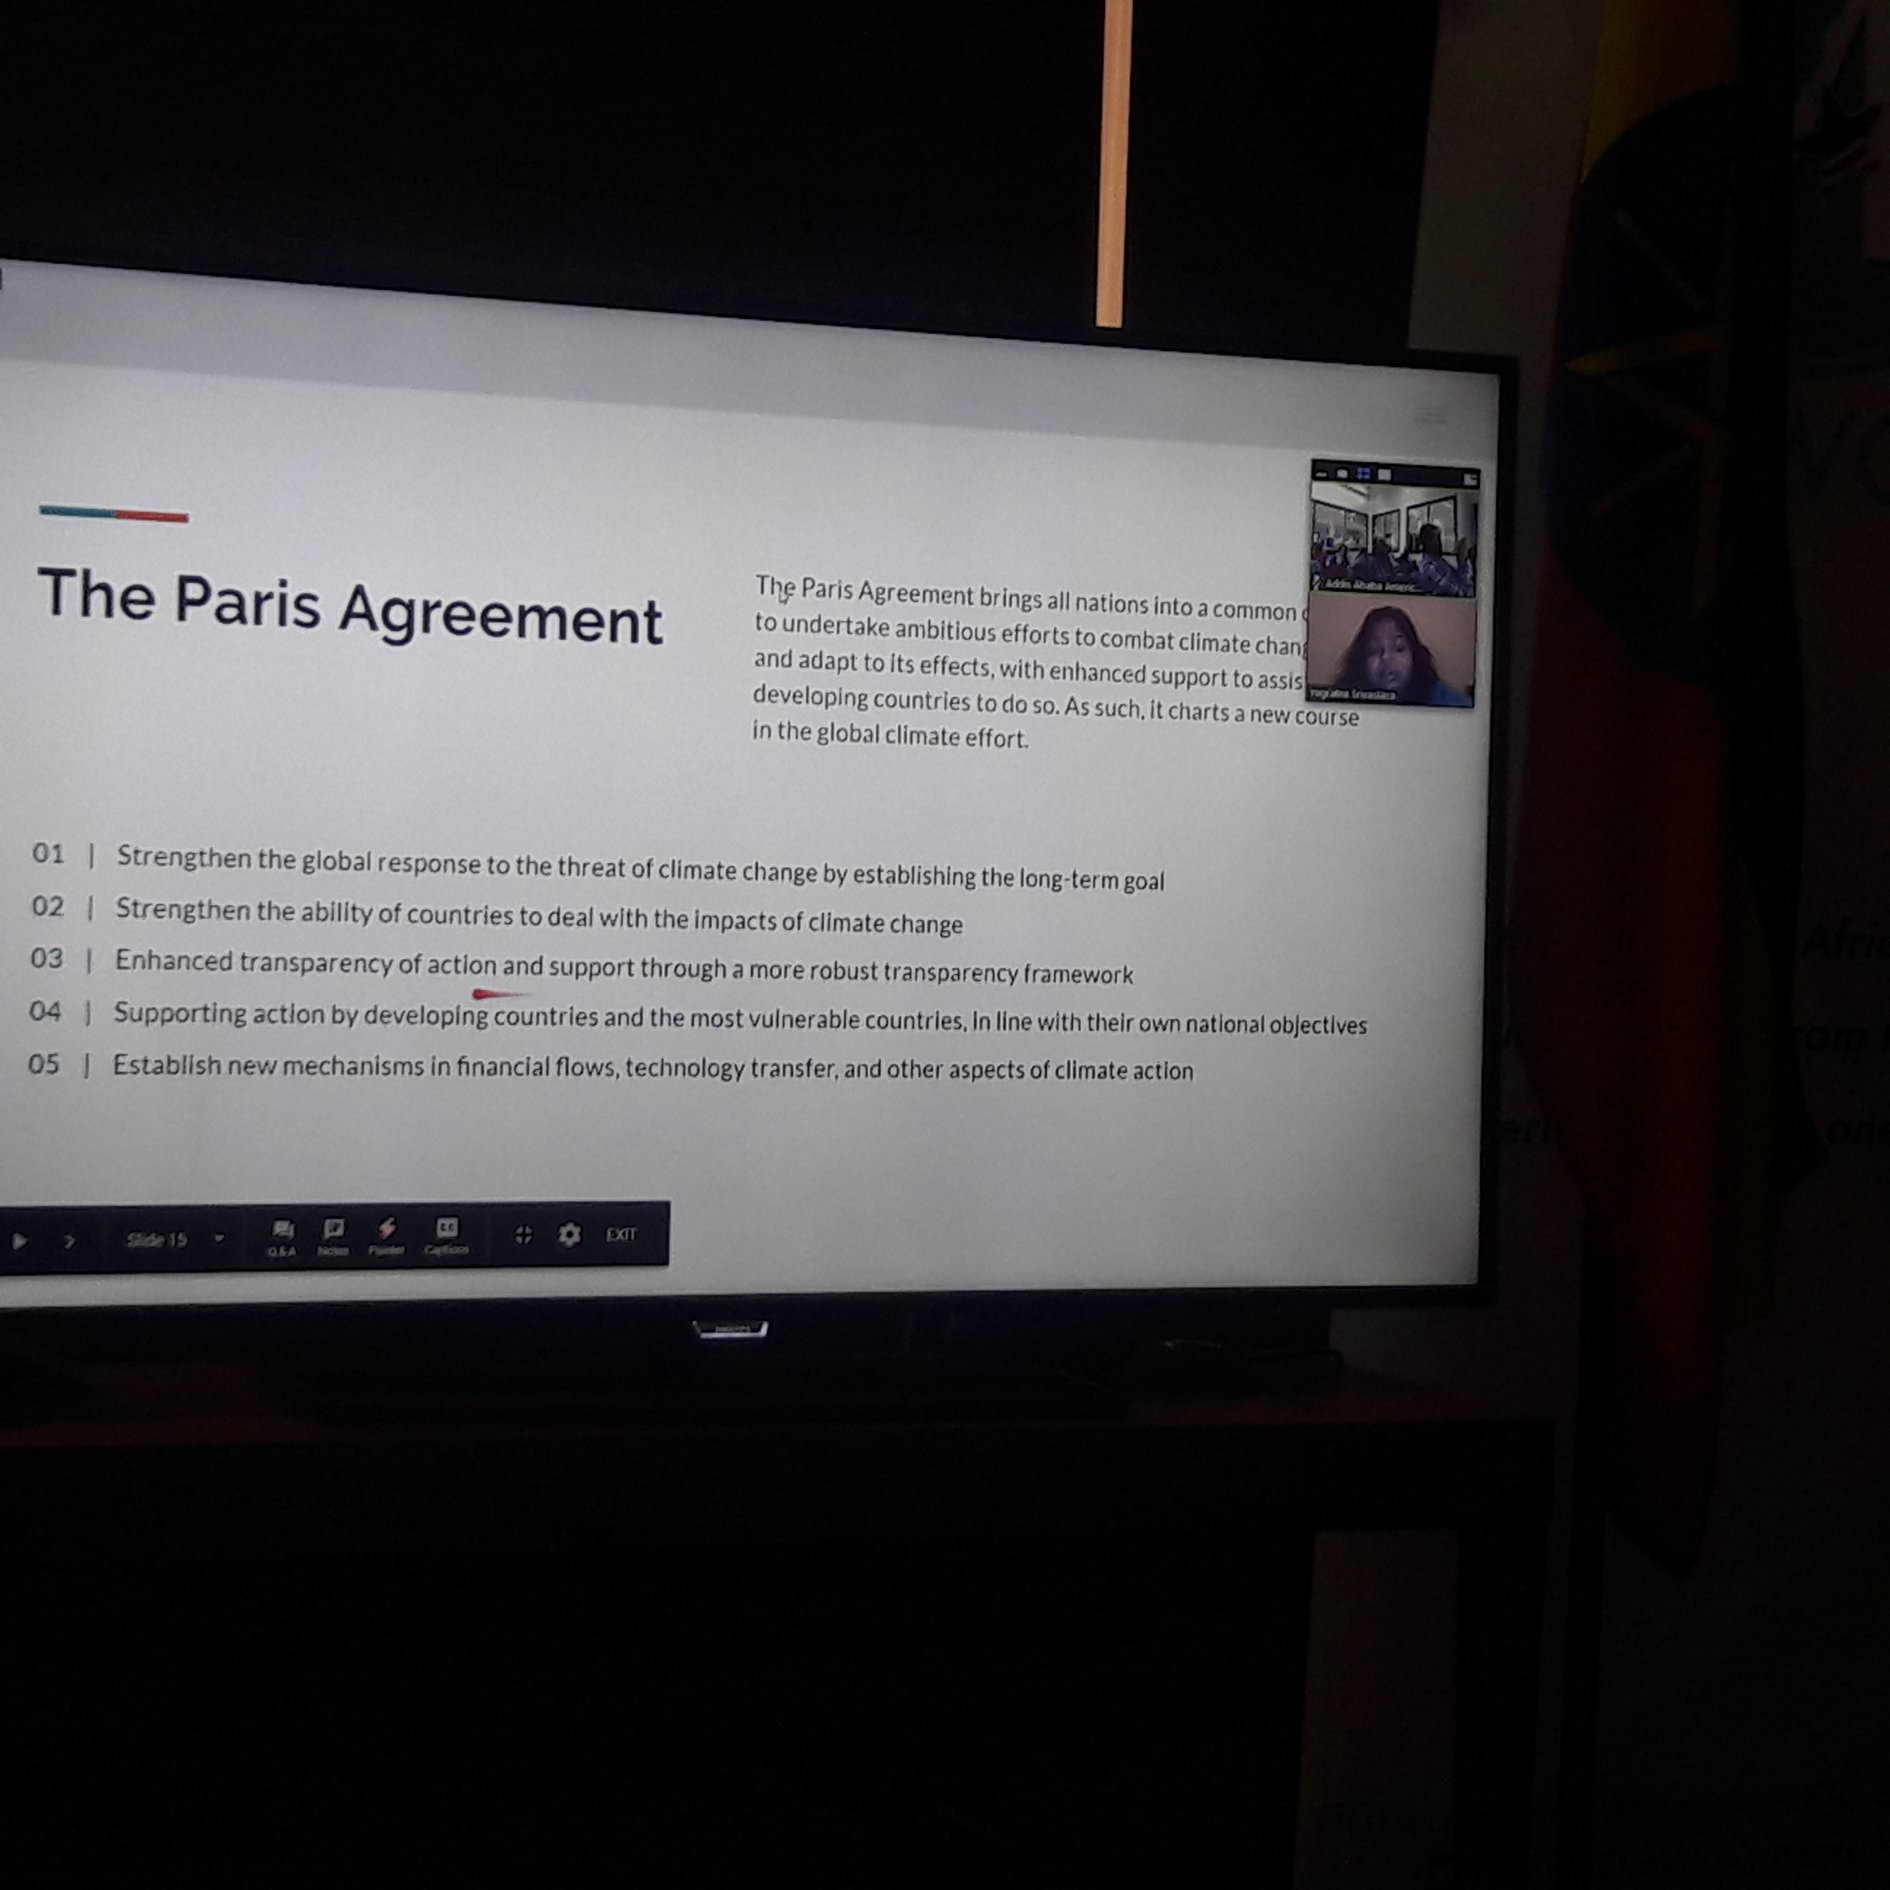 The Paris Agreement
The Paris Agreement brings all nations into a common
to undertake ambitious efforts to combat climate chang
and adapt to its effects, with enhanced support to assis
developing countries to do so. As such, it charts a new course
in the global climate effort.
01 | Strengthen the global response to the threat of climate change by establishing the long-term goal
02 | Strengthen the ability of countries to deal with the impacts of climate change
03 | Enhanced transparency of action and support through a more robust transparency framework
04 | Supporting action by developing countries and the most vulnerable countries, in line with their own national objectives
05 | Establish new mechanisms in financial flows, technology transfer, and other aspects of climate action
Addis Ababa Americ...
Slide 15
Q&A Notes Pointer Captions
EXIT